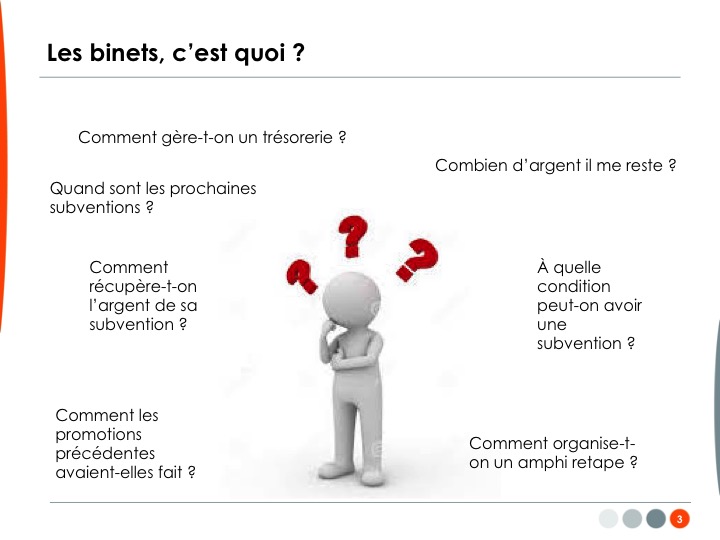 Les binets, c’est quoi ?
Comment gère-t-on un trésorerie ?
Combien d’argent il me reste ?
Quand sont les prochaines
subventions ?
Comment
récupère-t-on
l’argent de sa
subvention ?
À quelle
condition
peut-on avoir
une
subvention ?
Comment les
promotions
précédentes
avaient-elles fait ?
Comment organise-t-
on un amphi retape ?
3